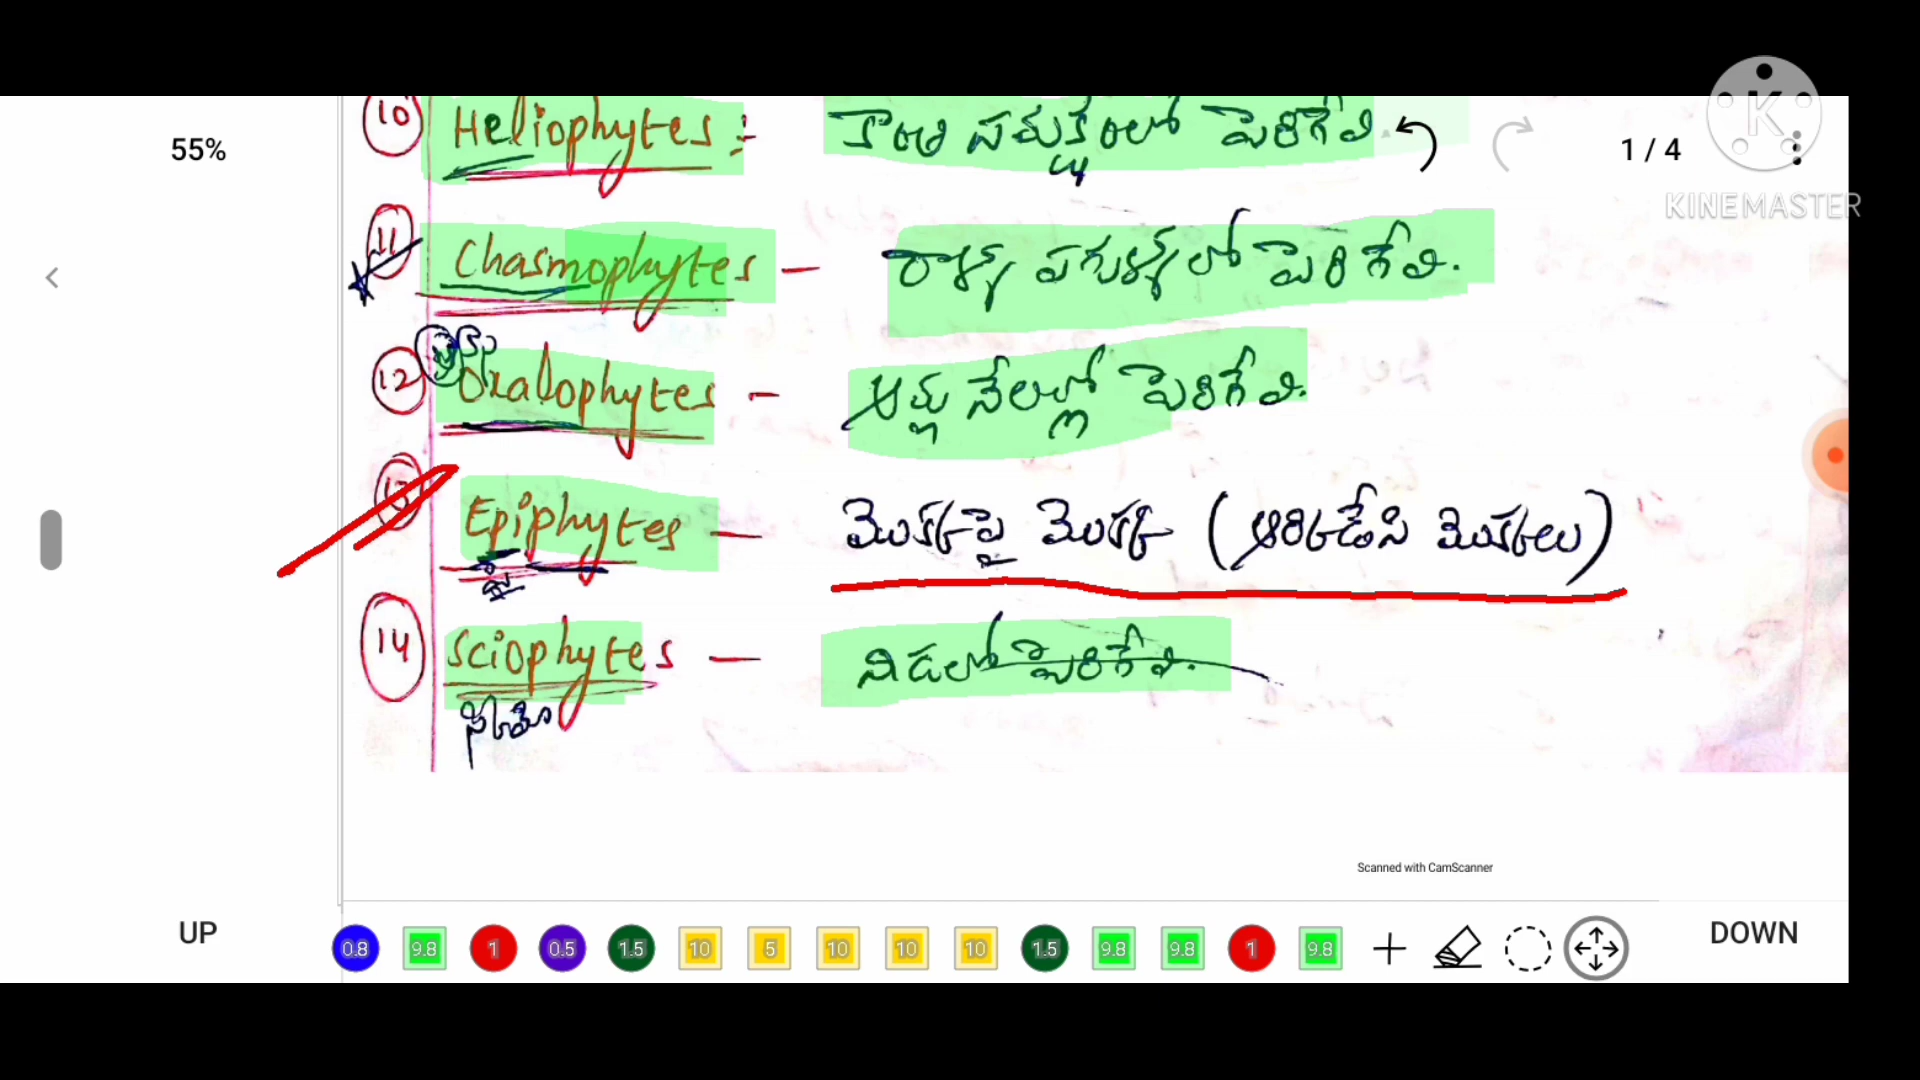 10 Heliophytes :- కాంతి సమక్షంలో పెరిగేవి.
1 / 4
55%
KINEMASTER
11 Chasmophytes - రాళ్ళ పగుళ్ళలో పెరిగేవి.
12 Oxalophytes - ఆమ్ల నేలల్లో పెరిగేవి.
13 Epiphytes - మొక్కపై మొక్క (ఆర్కిడేసి మొక్కలు)
14 Sciophytes - నీడలో పెరిగేవి.
Scanned with CamScanner
UP
DOWN
0.8 9.8 1 0.5 1.5 10 5 10 10 10 1.5 9.8 9.8 1 9.8